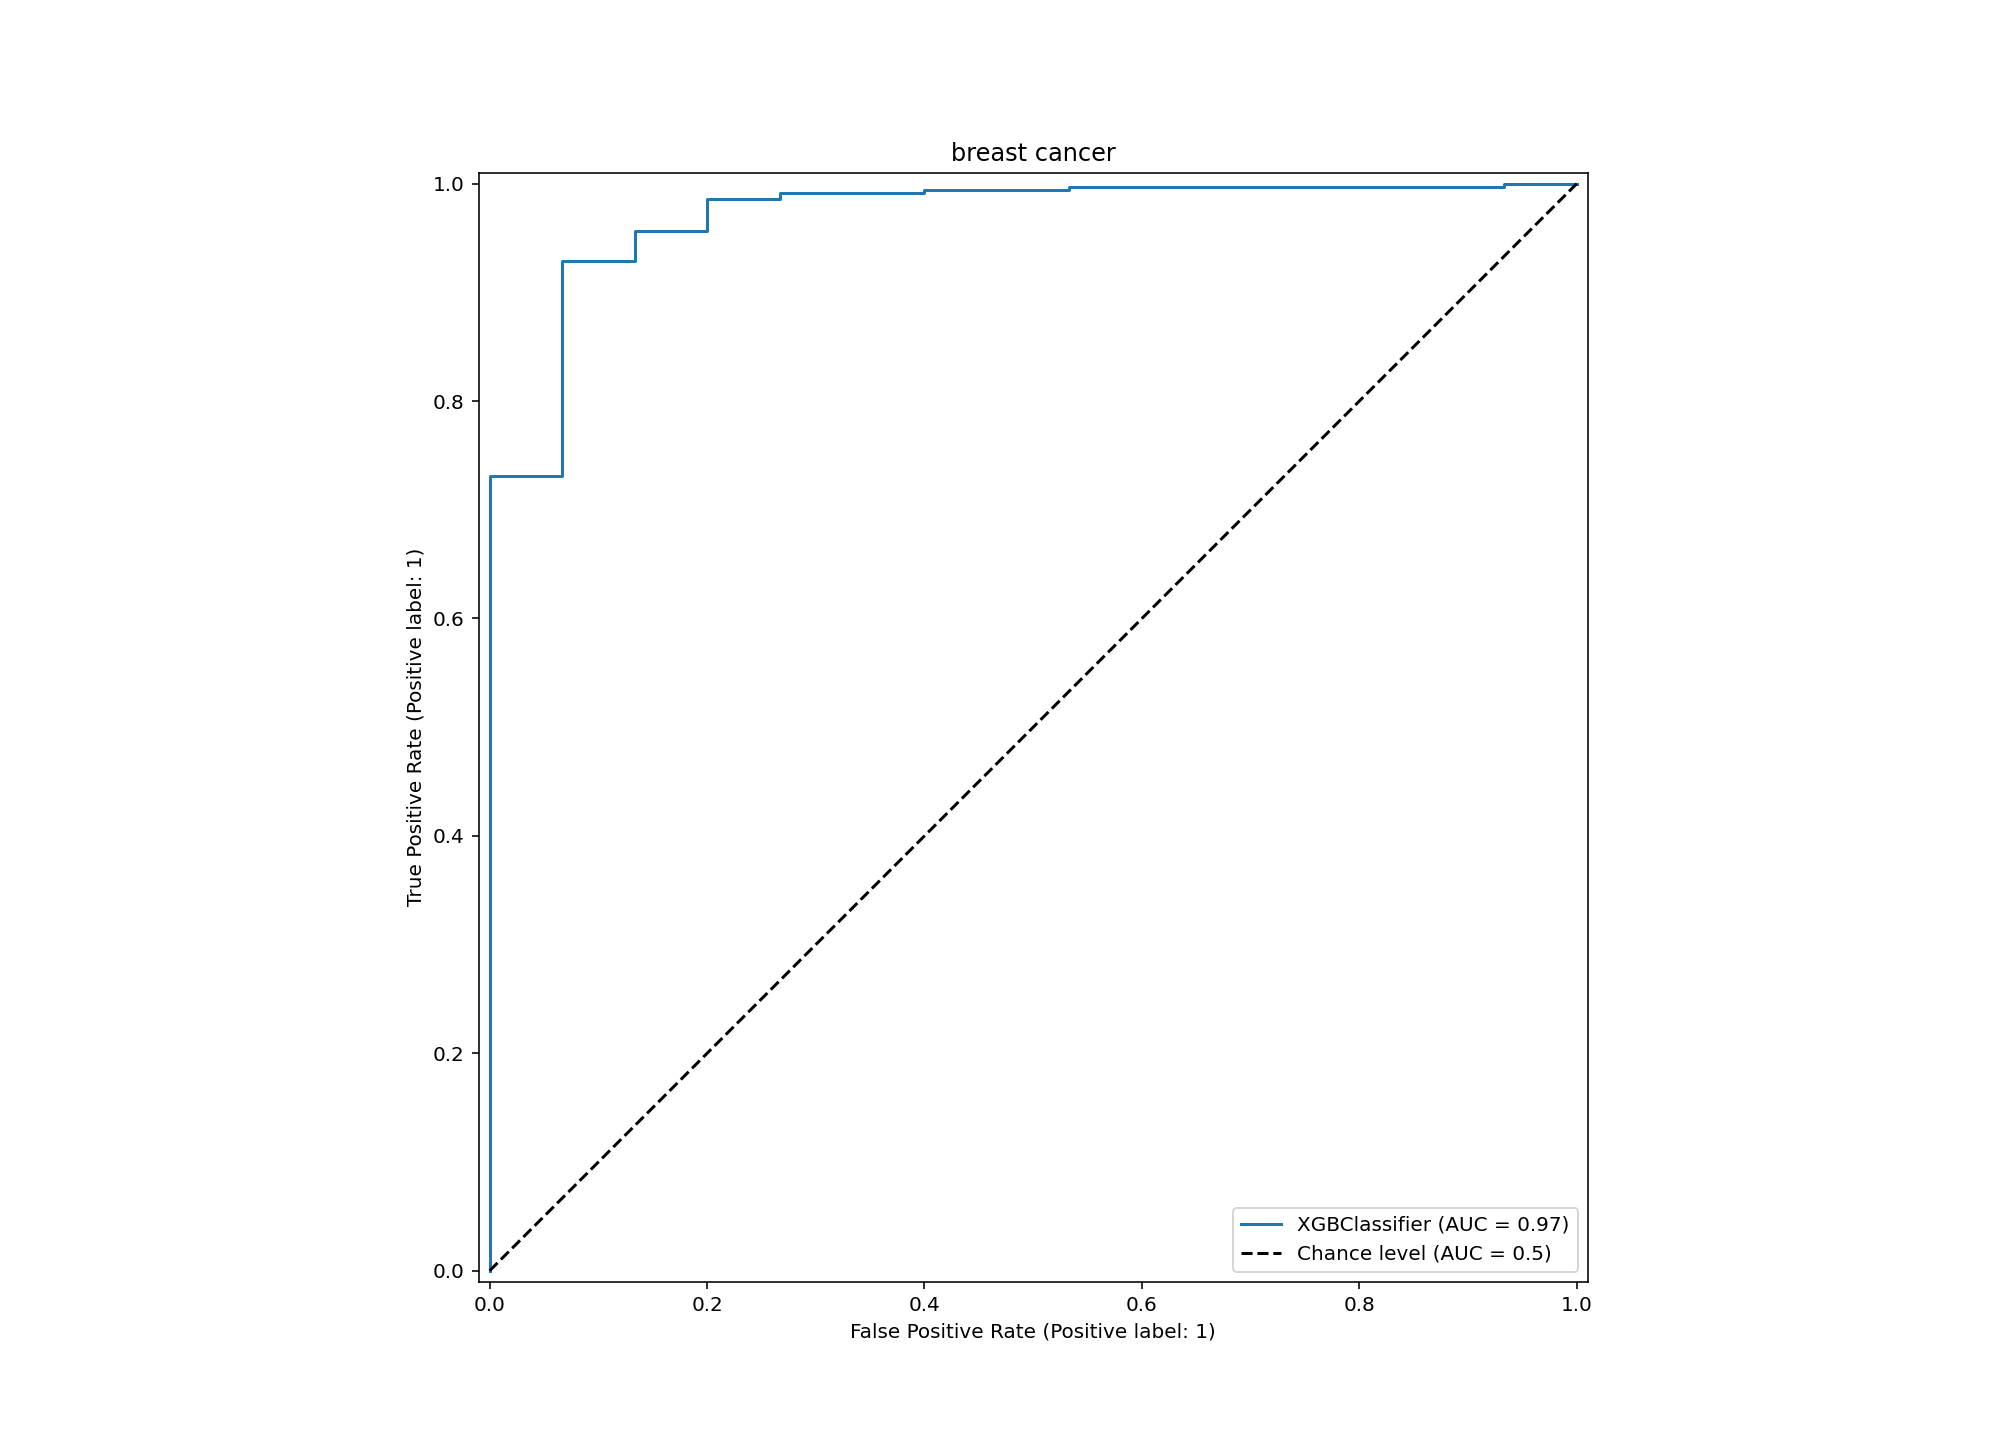 breast cancer
1.0
0.8
0.6
0.4
0.2
0.0
True Positive Rate (Positive label: 1)
XGBClassifier (AUC = 0.97)
Chance level (AUC = 0.5)
0.0 0.2 0.4 0.6 0.8 1.0
False Positive Rate (Positive label: 1)